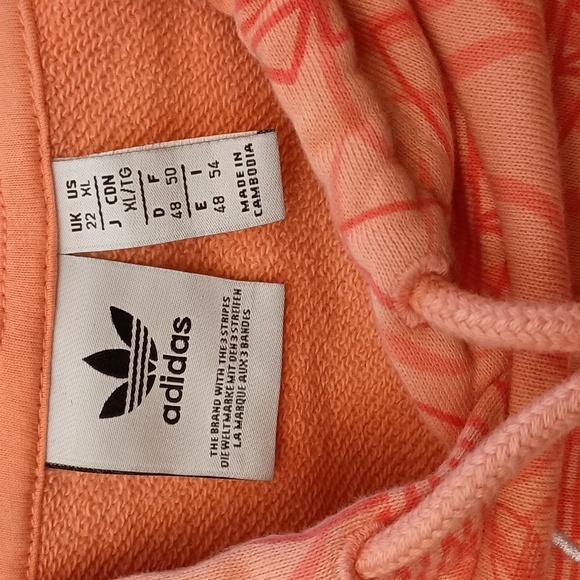 UK US
22 XL
J CDN
XL/TG
D F
48 50
E I
48 54
MADE IN
CAMBODIA
adidas
THE BRAND WITH THE 3 STRIPES
DIE WELTMARKE MIT DEN 3 STREIFEN
LA MARQUE AUX 3 BANDES